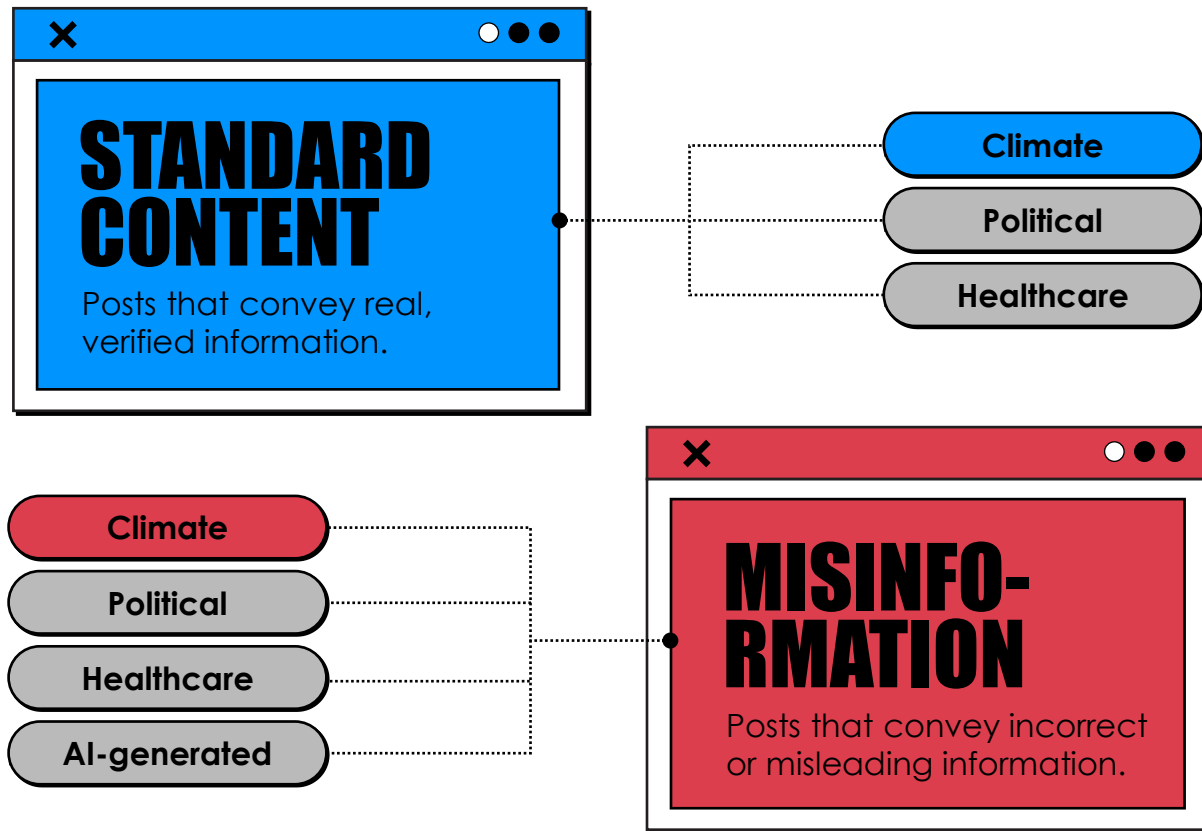 STANDARD
CONTENT
Posts that convey real,
verified information.
Climate
Political
Healthcare
Climate
Political
Healthcare
AI-generated
MISINFO-
RMATION
Posts that convey incorrect
or misleading information.